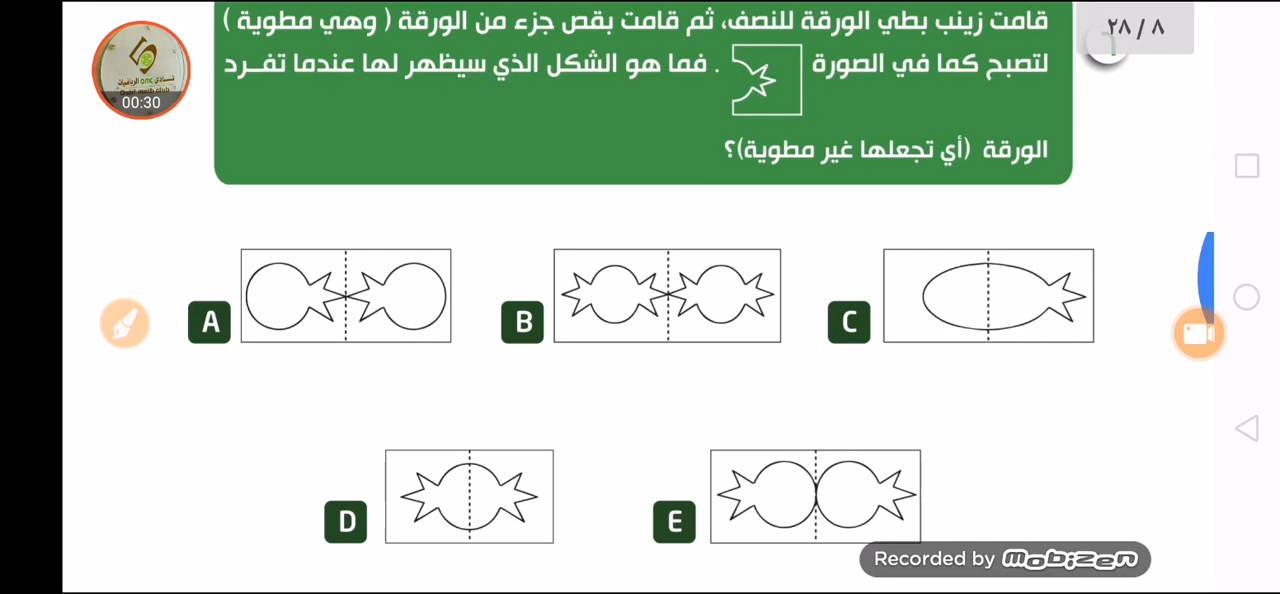 قامت زينب بطي الورقة للنصف، ثم قامت بقص جزء من الورقة ( وهي مطوية )
لتصبح كما في الصورة . فما هو الشكل الذي سيظهر لها عندما تفـــرد
الورقة (أي تجعلها غير مطوية)؟
٢٨ / ٨
00:30
A
B
C
D
E
Recorded by Mobizen